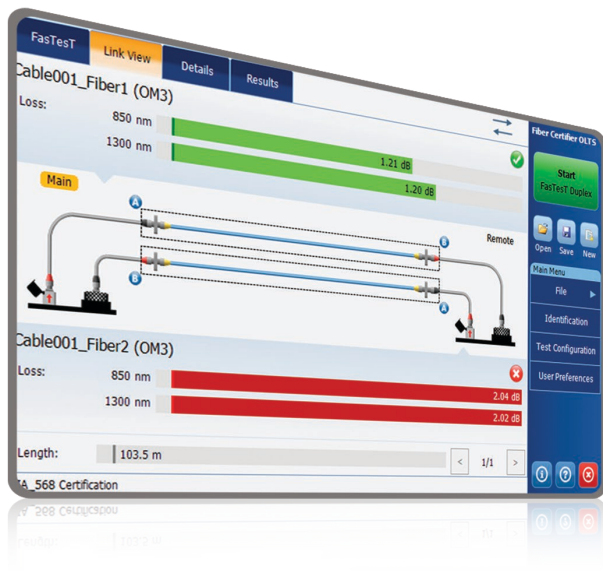 FasTesT
Link View
Details
Results
Cable001_Fiber1 (OM3)
Loss:
850 nm
1.21 dB
1300 nm
1.20 dB
Main
A
B
Remote
B
A
Cable001_Fiber2 (OM3)
Loss:
850 nm
2.04 dB
1300 nm
2.02 dB
Length:
103.5 m
< 1/1 >
IA_568 Certification
Fiber Certifier OLTS
Start
FasTesT Duplex
Open Save New
Main Menu
File
Identification
Test Configuration
User Preferences